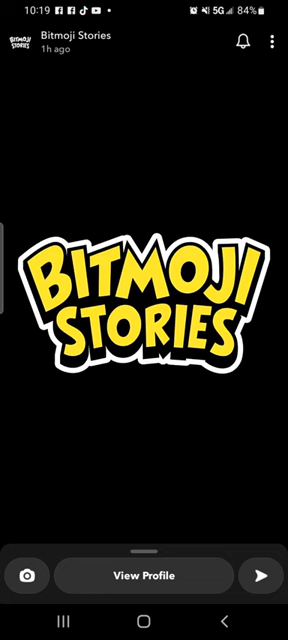 10:19
5G
84%
BITMOJI
STORIES
Bitmoji Stories
1h ago
BITMOJI
STORIES
View Profile